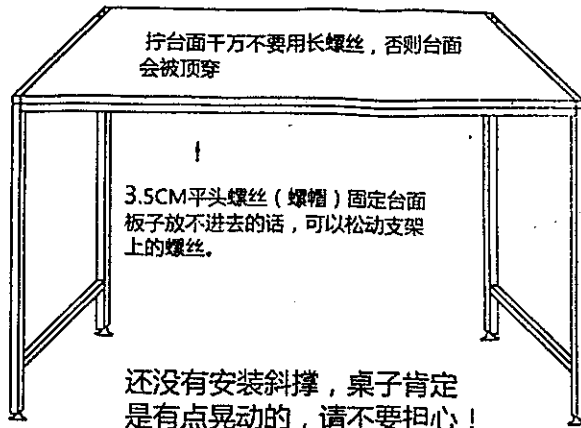 拧台面千万不要用长螺丝，否则台面
会被顶穿
3.5CM平头螺丝（螺帽）固定台面
板子放不进去的话，可以松动支架
上的螺丝。
还没有安装斜撑，桌子肯定
是有点晃动的，请不要担心！